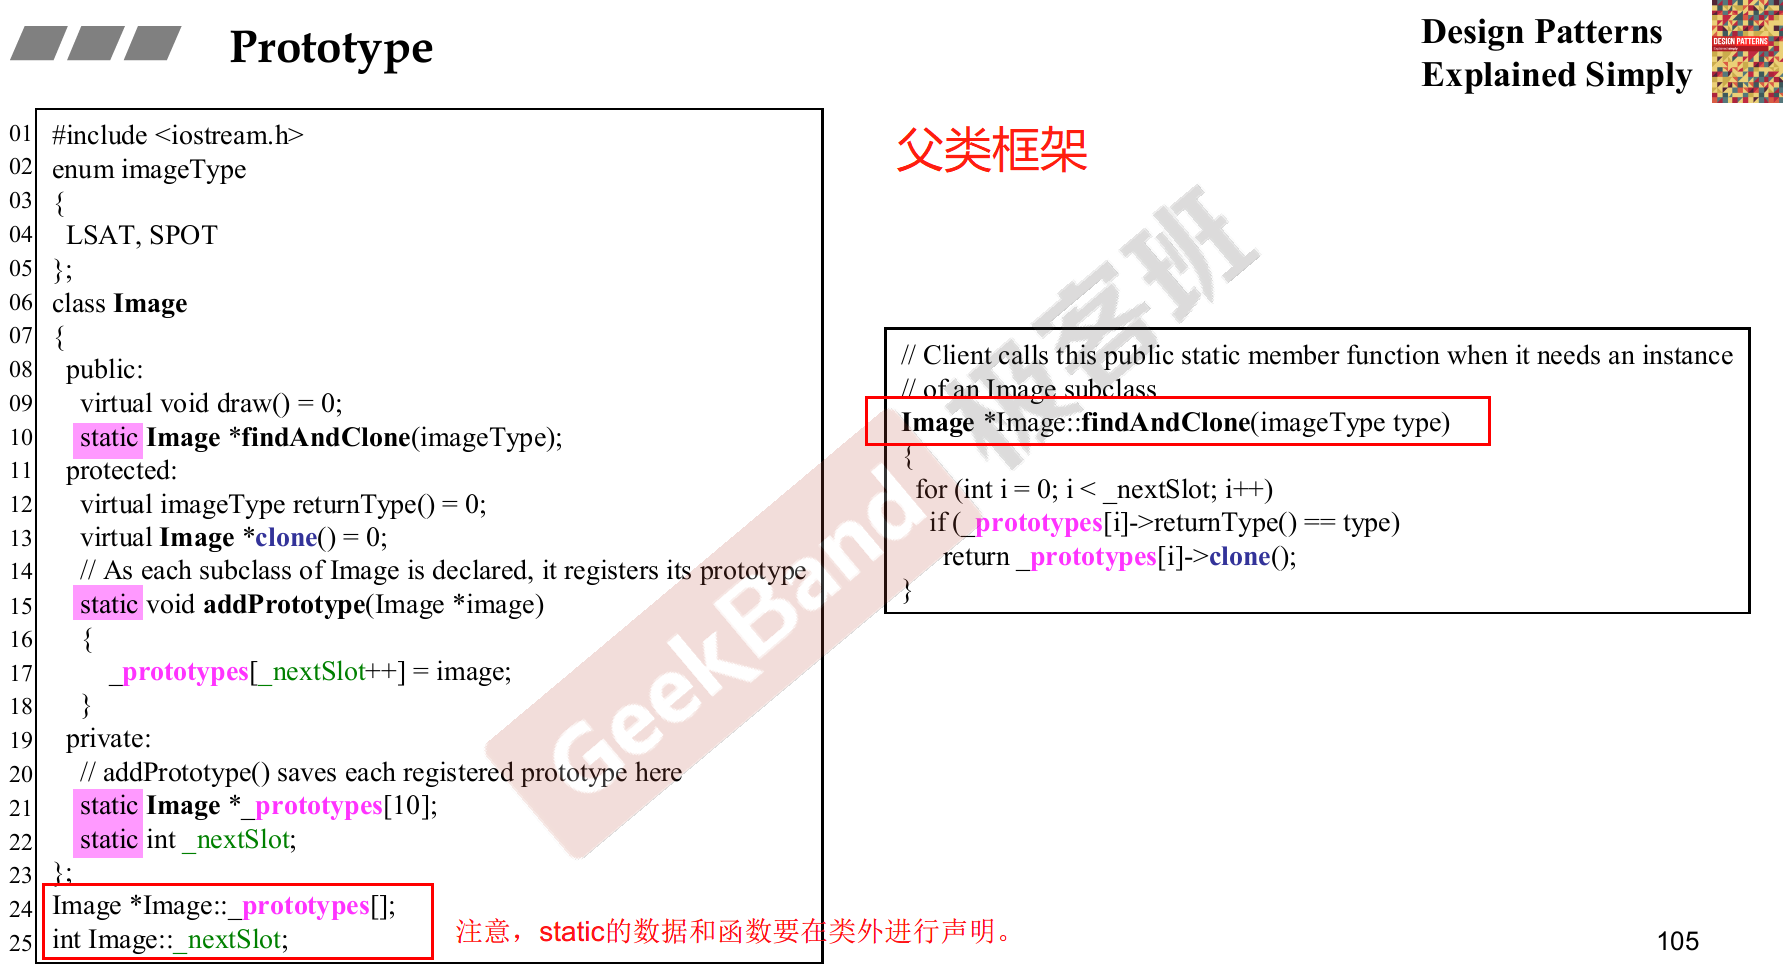 Prototype
Design Patterns
Explained Simply
DESIGN PATTERNS
01 #include <iostream.h>
02 enum imageType
03 {
04 LSAT, SPOT
05 };
06 class Image
07 {
08 public:
09 virtual void draw() = 0;
10 static Image *findAndClone(imageType);
11 protected:
12 virtual imageType returnType() = 0;
13 virtual Image *clone() = 0;
14 // As each subclass of Image is declared, it registers its prototype
15 static void addPrototype(Image *image)
16 {
17 _prototypes[_nextSlot++] = image;
18 }
19 private:
20 // addPrototype() saves each registered prototype here
21 static Image *_prototypes[10];
22 static int _nextSlot;
23 };
24 Image *Image::_prototypes[];
25 int Image::_nextSlot;
注意，static的数据和函数要在类外进行声明。
父类框架
// Client calls this public static member function when it needs an instance
// of an Image subclass
Image *Image::findAndClone(imageType type)
{
for (int i = 0; i < _nextSlot; i++)
if (_prototypes[i]->returnType() == type)
return _prototypes[i]->clone();
}
极客班
GeekBand
105